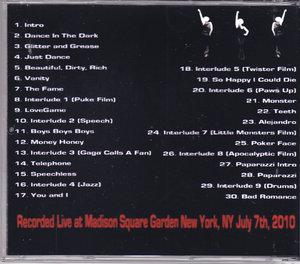 1. Intro
2. Dance In The Dark
3. Glitter and Grease
4. Just Dance
5. Beautiful, Dirty, Rich
6. Vanity
7. The Fame
8. Interlude 1 (Puke Film)
9. LoveGame
10. Interlude 2 (Speech)
11. Boys Boys Boys
12. Money Honey
13. Interlude 3 (Gaga Calls A Fan)
14. Telephone
15. Speechless
16. Interlude 4 (Jazz)
17. You and I
18. Interlude 5 (Twister Film)
19. So Happy I Could Die
20. Interlude 6 (Paws Up)
21. Monster
22. Teeth
23. Alejandro
24. Interlude 7 (Little Monsters Film)
25. Poker Face
26. Interlude 8 (Apocalyptic Film)
27. Paparazzi Intro
28. Paparazzi
29. Interlude 9 (Drums)
30. Bad Romance
Recorded Live at Madison Square Garden New York, NY July 7th, 2010